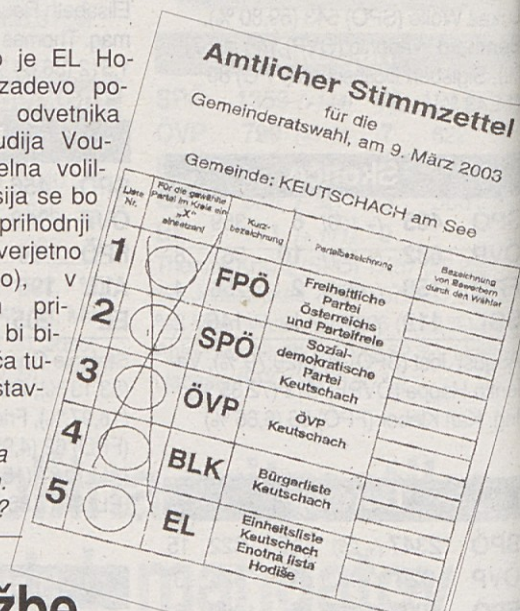 je EL Ho-
zadevo po-
odvetnika
udija Vou-
elna volil-
sija se bo
prihodnji
verjetno
o), v
pri-
bi bi-
ča tu-
stav-
žbe
Amtlicher Stimmzettel
für die
Gemeinderatswahl, am 9. März 2003
Gemeinde: KEUTSCHACH am See
Liste Nr.
Für die gewählte
Partei im Kreis ein
„X“
einsetzen!
Kurz-
bezeichnung
Parteibezeichnung
Bezeichnung
von Bewerbern
durch den Wähler
1 FPÖ Freiheitliche
Partei
Österreichs
und Parteifreie
2 SPÖ Sozial-
demokratische
Partei
Keutschach
3 ÖVP ÖVP
Keutschach
4 BLK Bürgerliste
Keutschach
5 EL Einheitsliste
Keutschach
Enotna lista
Hodiše